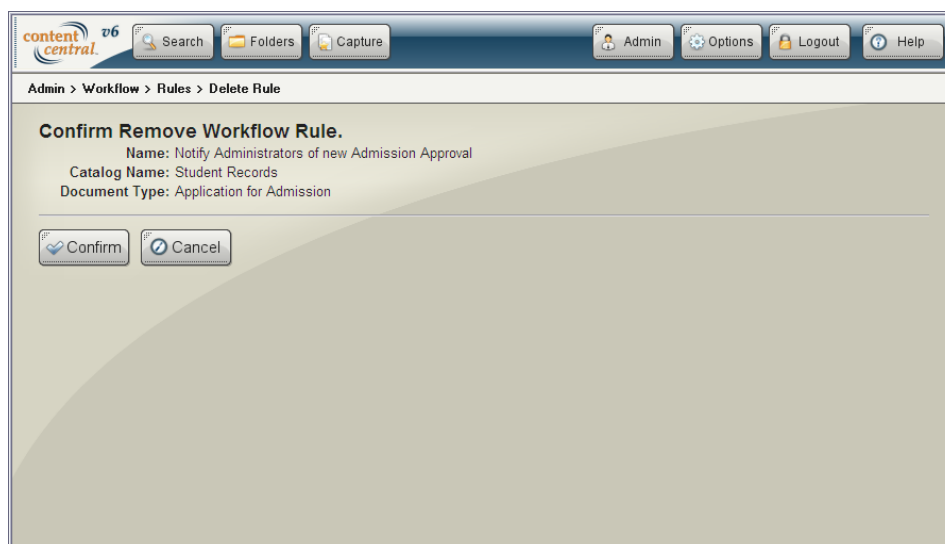 content central. v6 Search Folders Capture Admin Options Logout Help
Admin > Workflow > Rules > Delete Rule
Confirm Remove Workflow Rule.
Name: Notify Administrators of new Admission Approval
Catalog Name: Student Records
Document Type: Application for Admission
Confirm Cancel